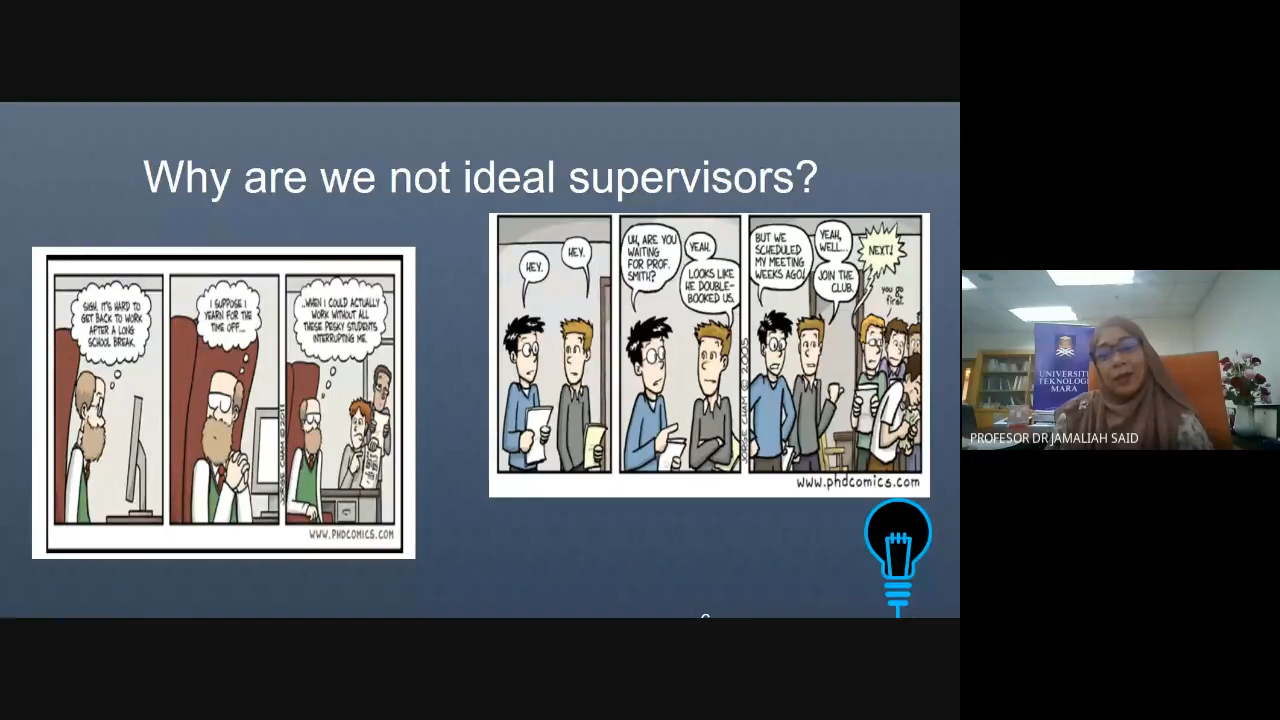 Why are we not ideal supervisors?
SIGH. IT'S HARD TO
GET BACK TO WORK
AFTER A LONG
SCHOOL BREAK.
I SUPPOSE I
YEARN FOR THE
TIME OFF...
...WHEN I COULD ACTUALLY
WORK WITHOUT ALL
THESE PESKY STUDENTS
INTERRUPTING ME.
WWW.PHDCOMICS.COM
HEY.
HEY.
UH, ARE YOU
WAITING
FOR PROF.
SMITH?
YEAH.
LOOKS LIKE
HE DOUBLE-
BOOKED US.
BUT WE
SCHEDULED
MY MEETING
WEEKS AGO!
YEAH,
WELL...
JOIN THE
CLUB.
NEXT!
you go
first.
JORGE CHAM © 2005
www.phdcomics.com
UNIVERSITI
TEKNOLOGI
MARA
PROFESOR DR JAMALIAH SAID